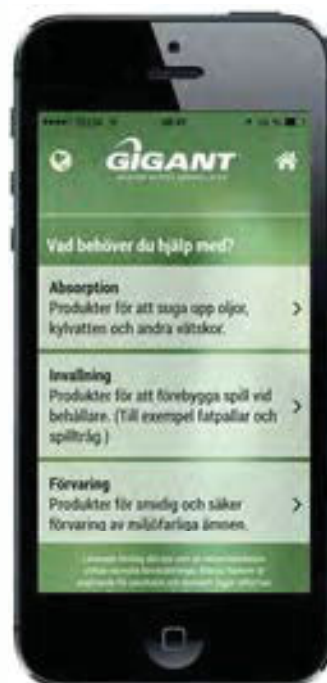 GIGANT
Vad behöver du hjälp med?
Absorption
Produkter för att suga upp oljor,
kylvatten och andra vätskor.
Invallning
Produkter för att förebygga spill vid
behållare. (Till exempel fatpallar och
spilltråg.)
Förvaring
Produkter för smidig och säker
förvaring av miljöfarliga ämnen.